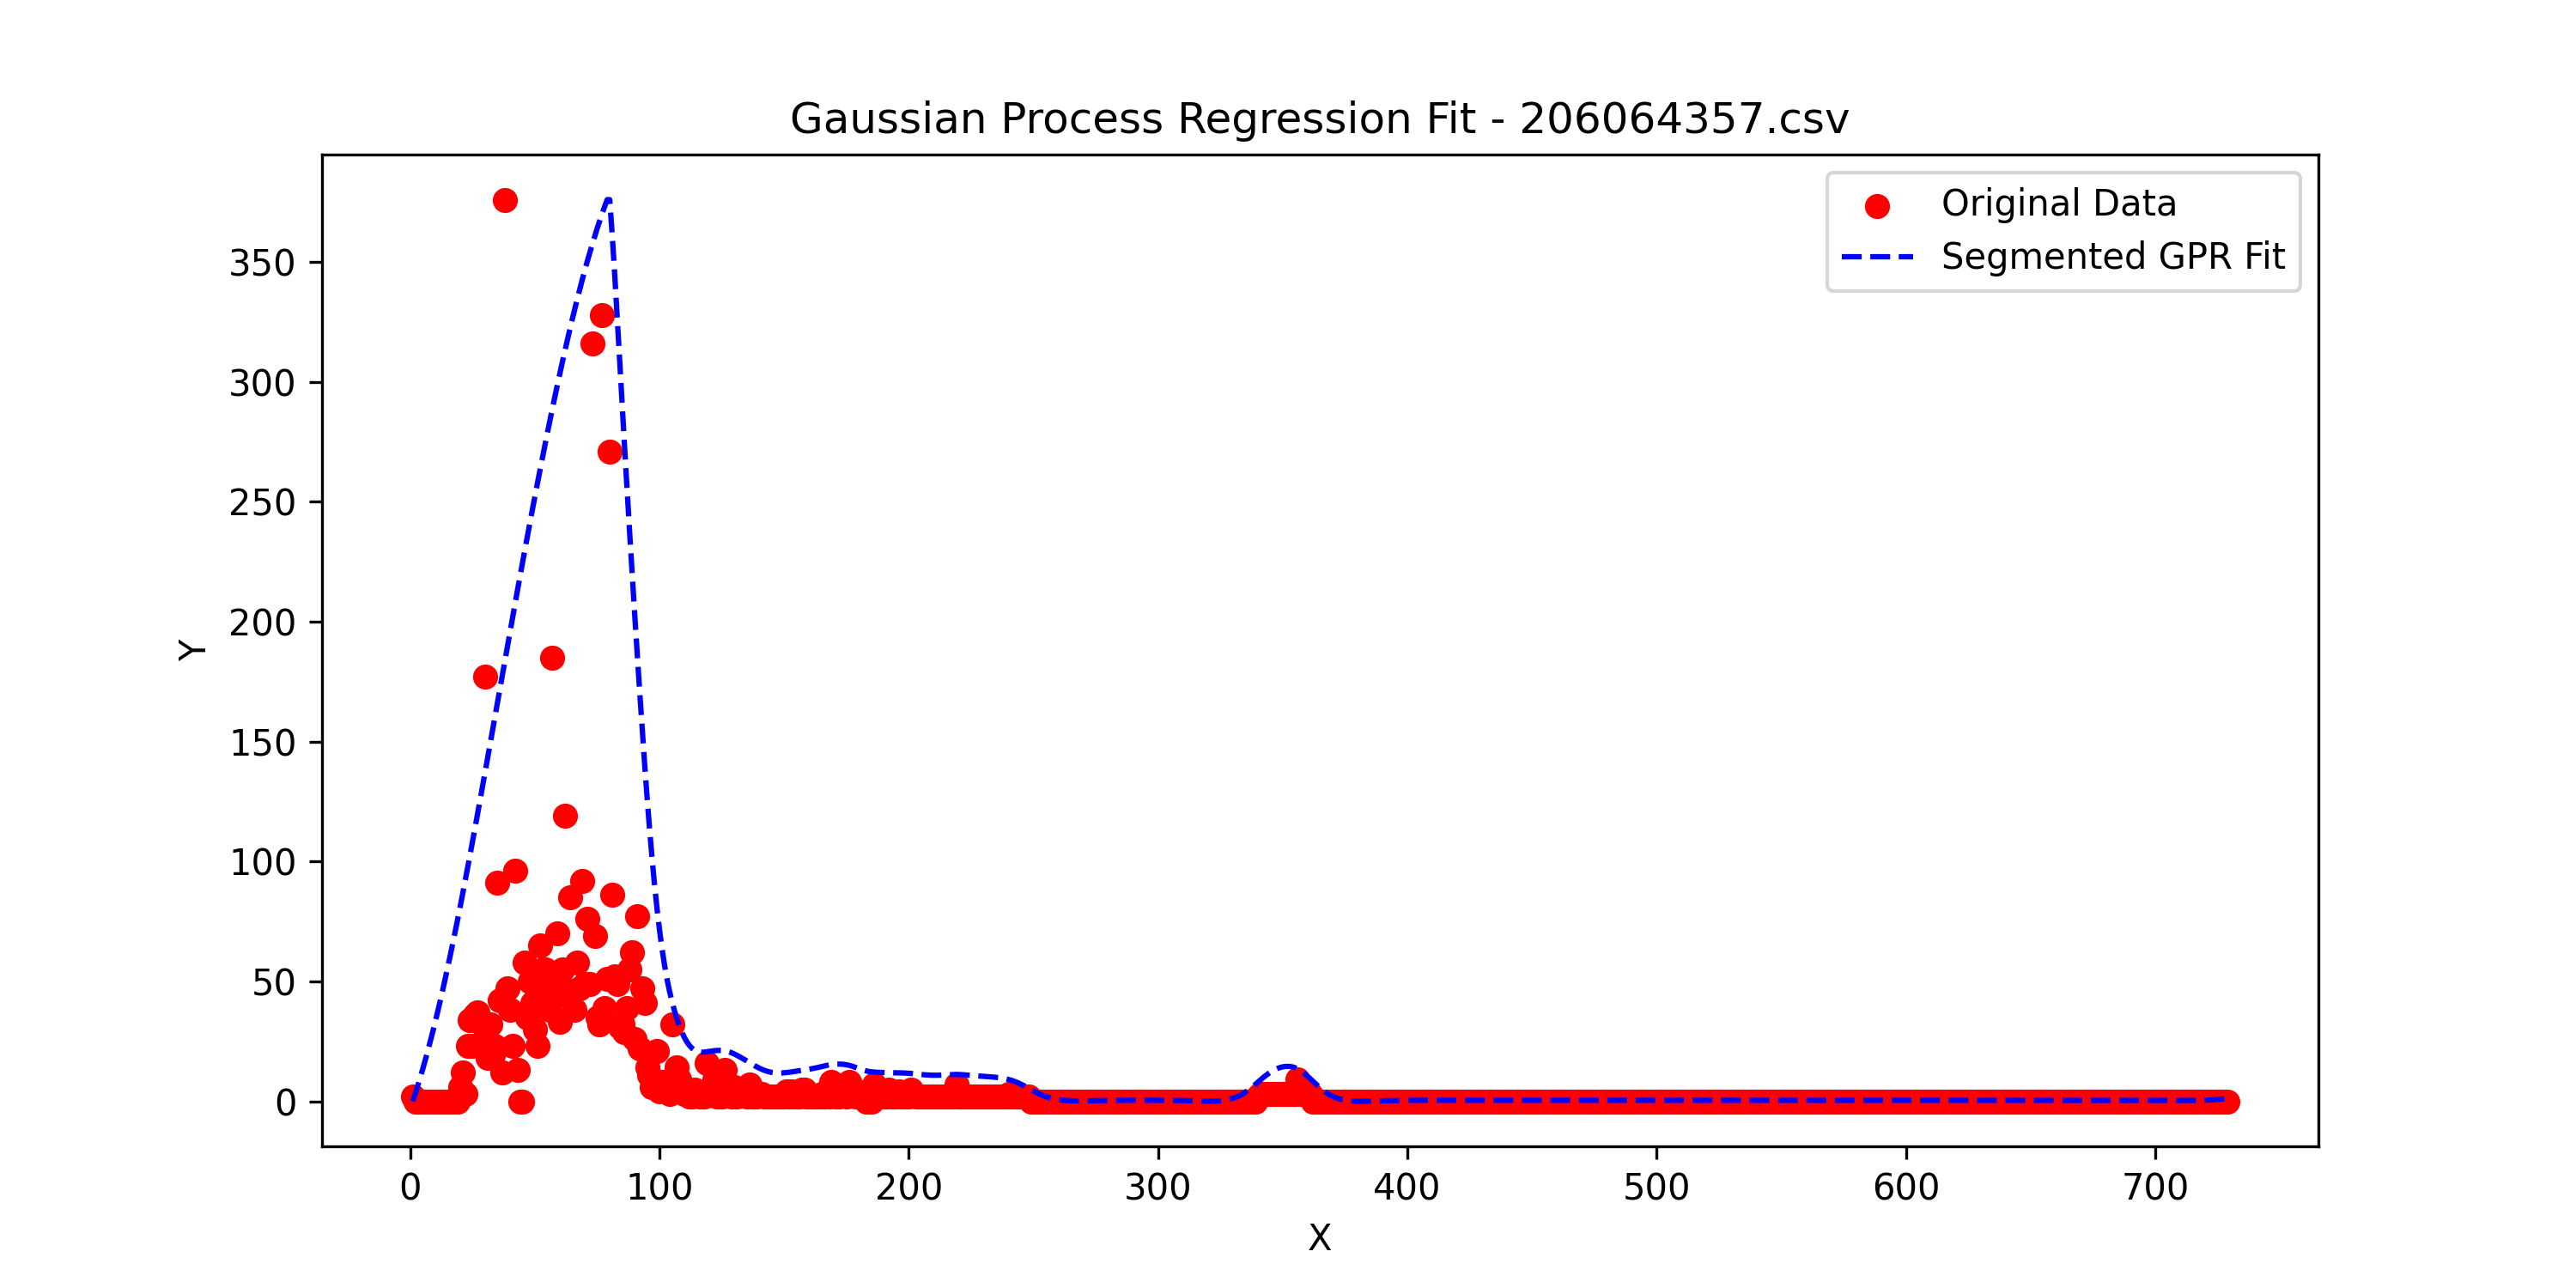 Gaussian Process Regression Fit - 206064357.csv
Original Data
Segmented GPR Fit
350
300
250
200
150
100
50
0
Y
0 100 200 300 400 500 600 700
X